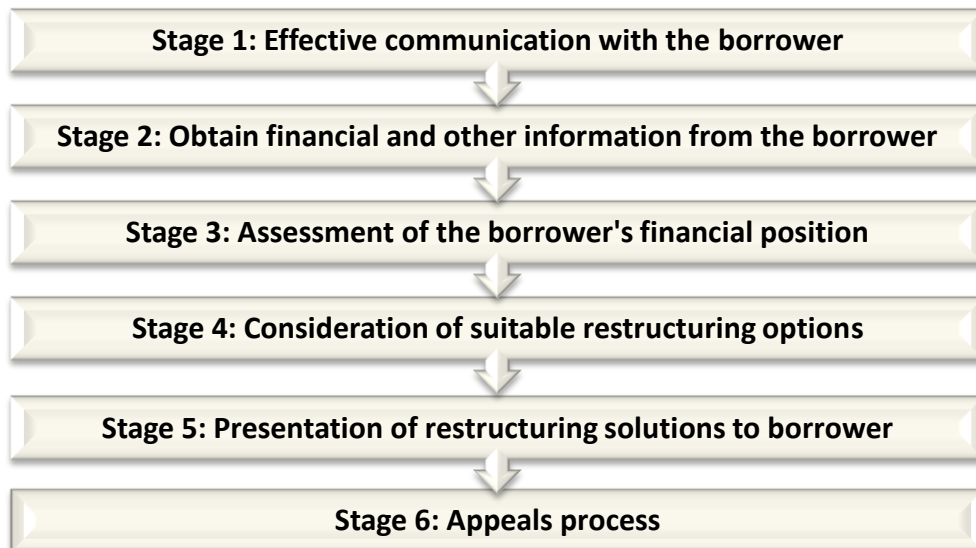 Stage 1: Effective communication with the borrower
Stage 2: Obtain financial and other information from the borrower
Stage 3: Assessment of the borrower's financial position
Stage 4: Consideration of suitable restructuring options
Stage 5: Presentation of restructuring solutions to borrower
Stage 6: Appeals process